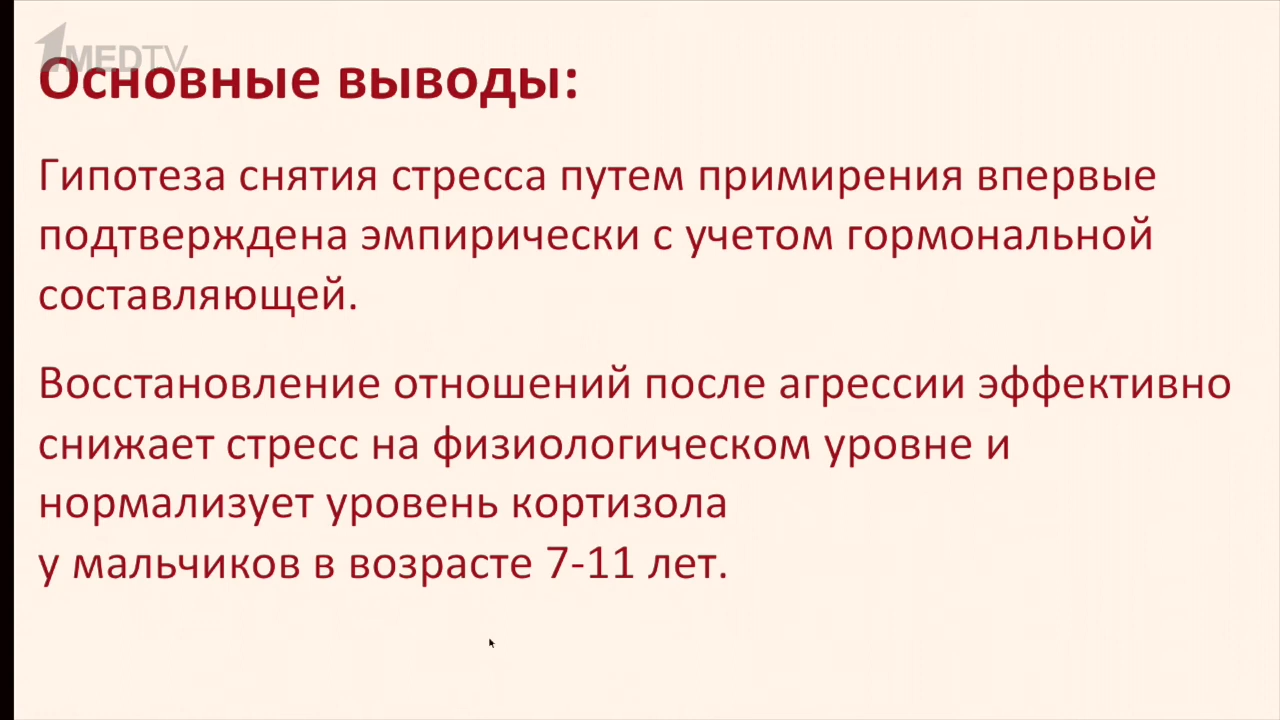 1MEDTV
Основные выводы:
Гипотеза снятия стресса путем примирения впервые
подтверждена эмпирически с учетом гормональной
составляющей.
Восстановление отношений после агрессии эффективно
снижает стресс на физиологическом уровне и
нормализует уровень кортизола
у мальчиков в возрасте 7-11 лет.